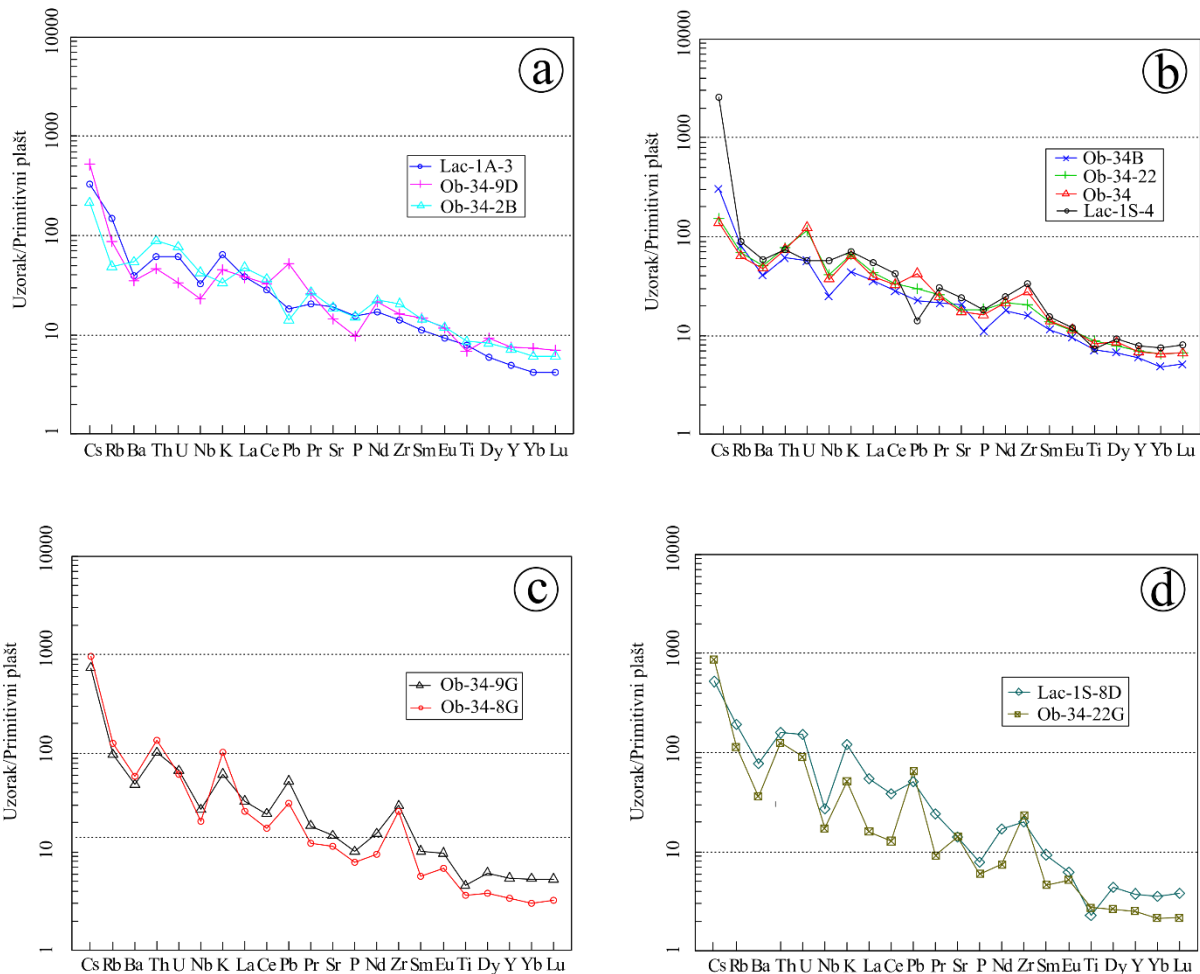 a
Uzorak/Primitivni plašt
10000
1000
100
10
1
Lac-1A-3
Ob-34-9D
Ob-34-2B
Cs Rb Ba Th U Nb K La Ce Pb Pr Sr P Nd Zr Sm Eu Ti Dy Y Yb Lu
b
Uzorak/Primitivni plašt
10000
1000
100
10
1
Ob-34B
Ob-34-22
Ob-34
Lac-1S-4
Cs Rb Ba Th U Nb K La Ce Pb Pr Sr P Nd Zr Sm Eu Ti Dy Y Yb Lu
c
Uzorak/Primitivni plašt
10000
1000
100
10
1
Ob-34-9G
Ob-34-8G
Cs Rb Ba Th U Nb K La Ce Pb Pr Sr P Nd Zr Sm Eu Ti Dy Y Yb Lu
d
Uzorak/Primitivni plašt
10000
1000
100
10
1
Lac-1S-8D
Ob-34-22G
Cs Rb Ba Th U Nb K La Ce Pb Pr Sr P Nd Zr Sm Eu Ti Dy Y Yb Lu